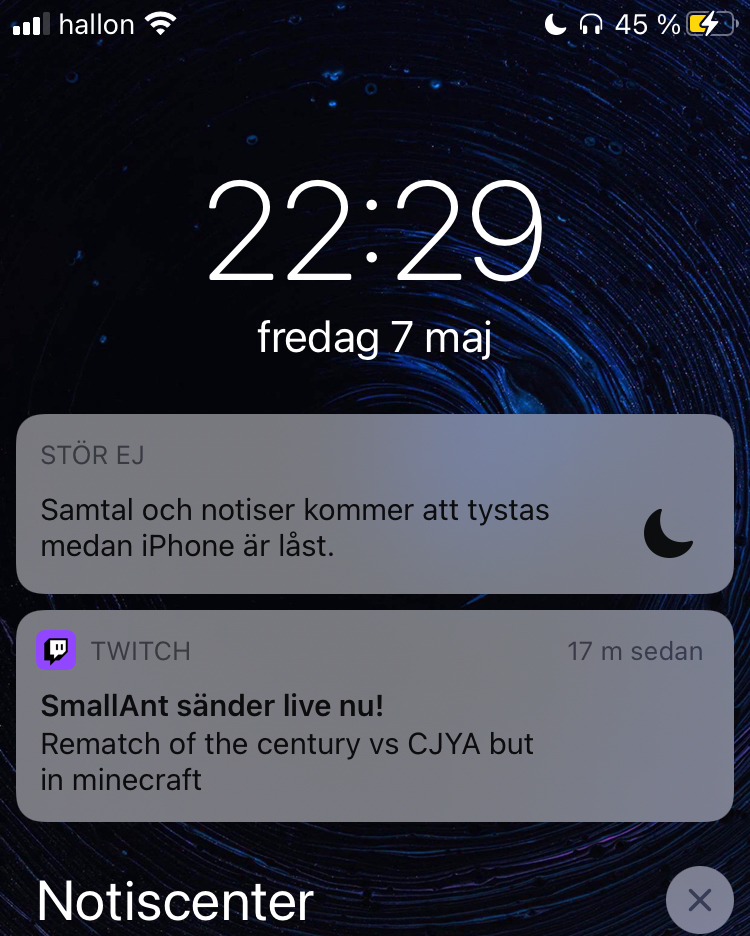 hallon 45 %
22:29
fredag 7 maj
STÖR EJ
Samtal och notiser kommer att tystas
medan iPhone är låst.
TWITCH 17 m sedan
SmallAnt sänder live nu!
Rematch of the century vs CJYA but
in minecraft
Notiscenter